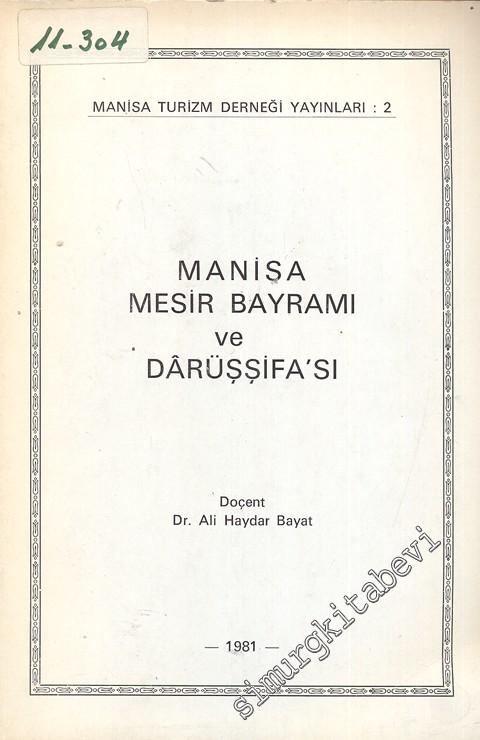 11-304
MANİSA TURİZM DERNEĞİ YAYINLARI : 2
MANİSA
MESİR BAYRAMI
ve
DÂRÜŞŞİFA'SI
Doçent
Dr. Ali Haydar Bayat
— 1981 —
simurgkitabevi